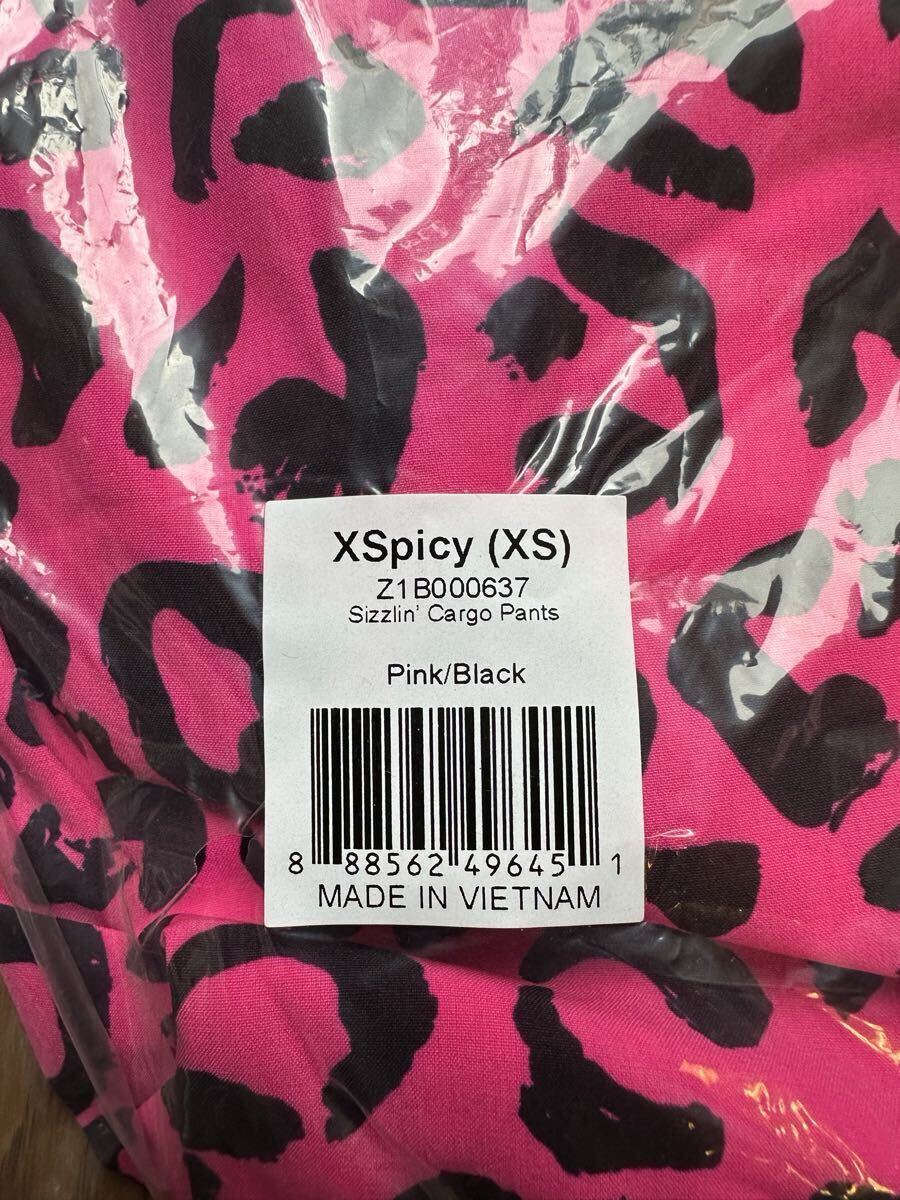 XSpicy (XS)
Z1B000637
Sizzlin' Cargo Pants
Pink/Black
8 88562 49645 1
MADE IN VIETNAM